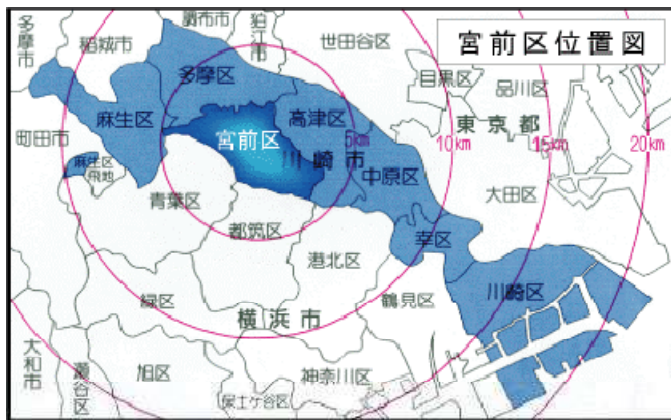 宮前区位置図
多摩市
稲城市
調布市
狛江市
世田谷区
目黒区
品川区
東京都
多摩区
高津区
麻生区
宮前区
5km
10km
15km
20km
町田市
川崎市
中原区
麻生区
飛地
青葉区
大田区
都筑区
幸区
港北区
川崎区
緑区
鶴見区
横浜市
大和市
瀬谷区
旭区
神奈川区
保土ケ谷区